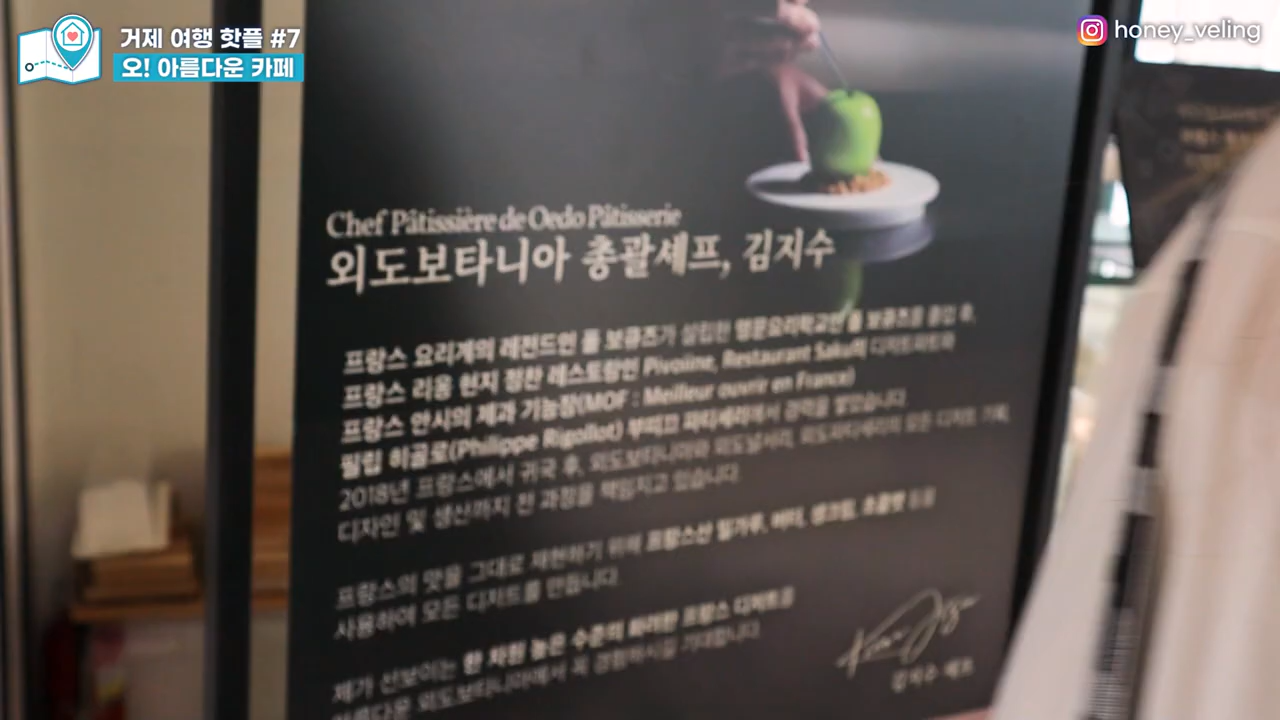 거제 여행 핫플 #7
오! 아름다운 카페
honey_veling
Chef Pâtissière de Oedo Pâtisserie
외도보타니아 총괄셰프, 김지수
프랑스 요리계의 레전드인 폴 보큐즈가 설립한 명문요리학교인 폴 보큐즈를 졸업 후,
프랑스 리옹 현지 점찬 레스토랑인 Pivoiine, Restaurant Saku의 디저트파트와
프랑스 안시의 제과 기능장(MOF : Meilleur ouvrir en France)
필립 히골로(Philippe Rigollot) 부띠끄 파티세리에서 경력을 쌓았습니다.
2018년 프랑스에서 귀국 후, 외도보타니아와 외도널서리, 외도파티세리의 모든 디저트 기획,
디자인 및 생산까지 전 과정을 책임지고 있습니다.
프랑스의 맛을 그대로 재현하기 위해 프랑스산 밀가루, 버터, 생크림, 초콜릿 등을
사용하여 모든 디저트를 만듭니다.
제가 선보이는 한 차원 높은 수준의 화려한 프랑스 디저트를
아름다운 외도보타니아에서 꼭 경험하시길 기대합니다.
김지수 셰프